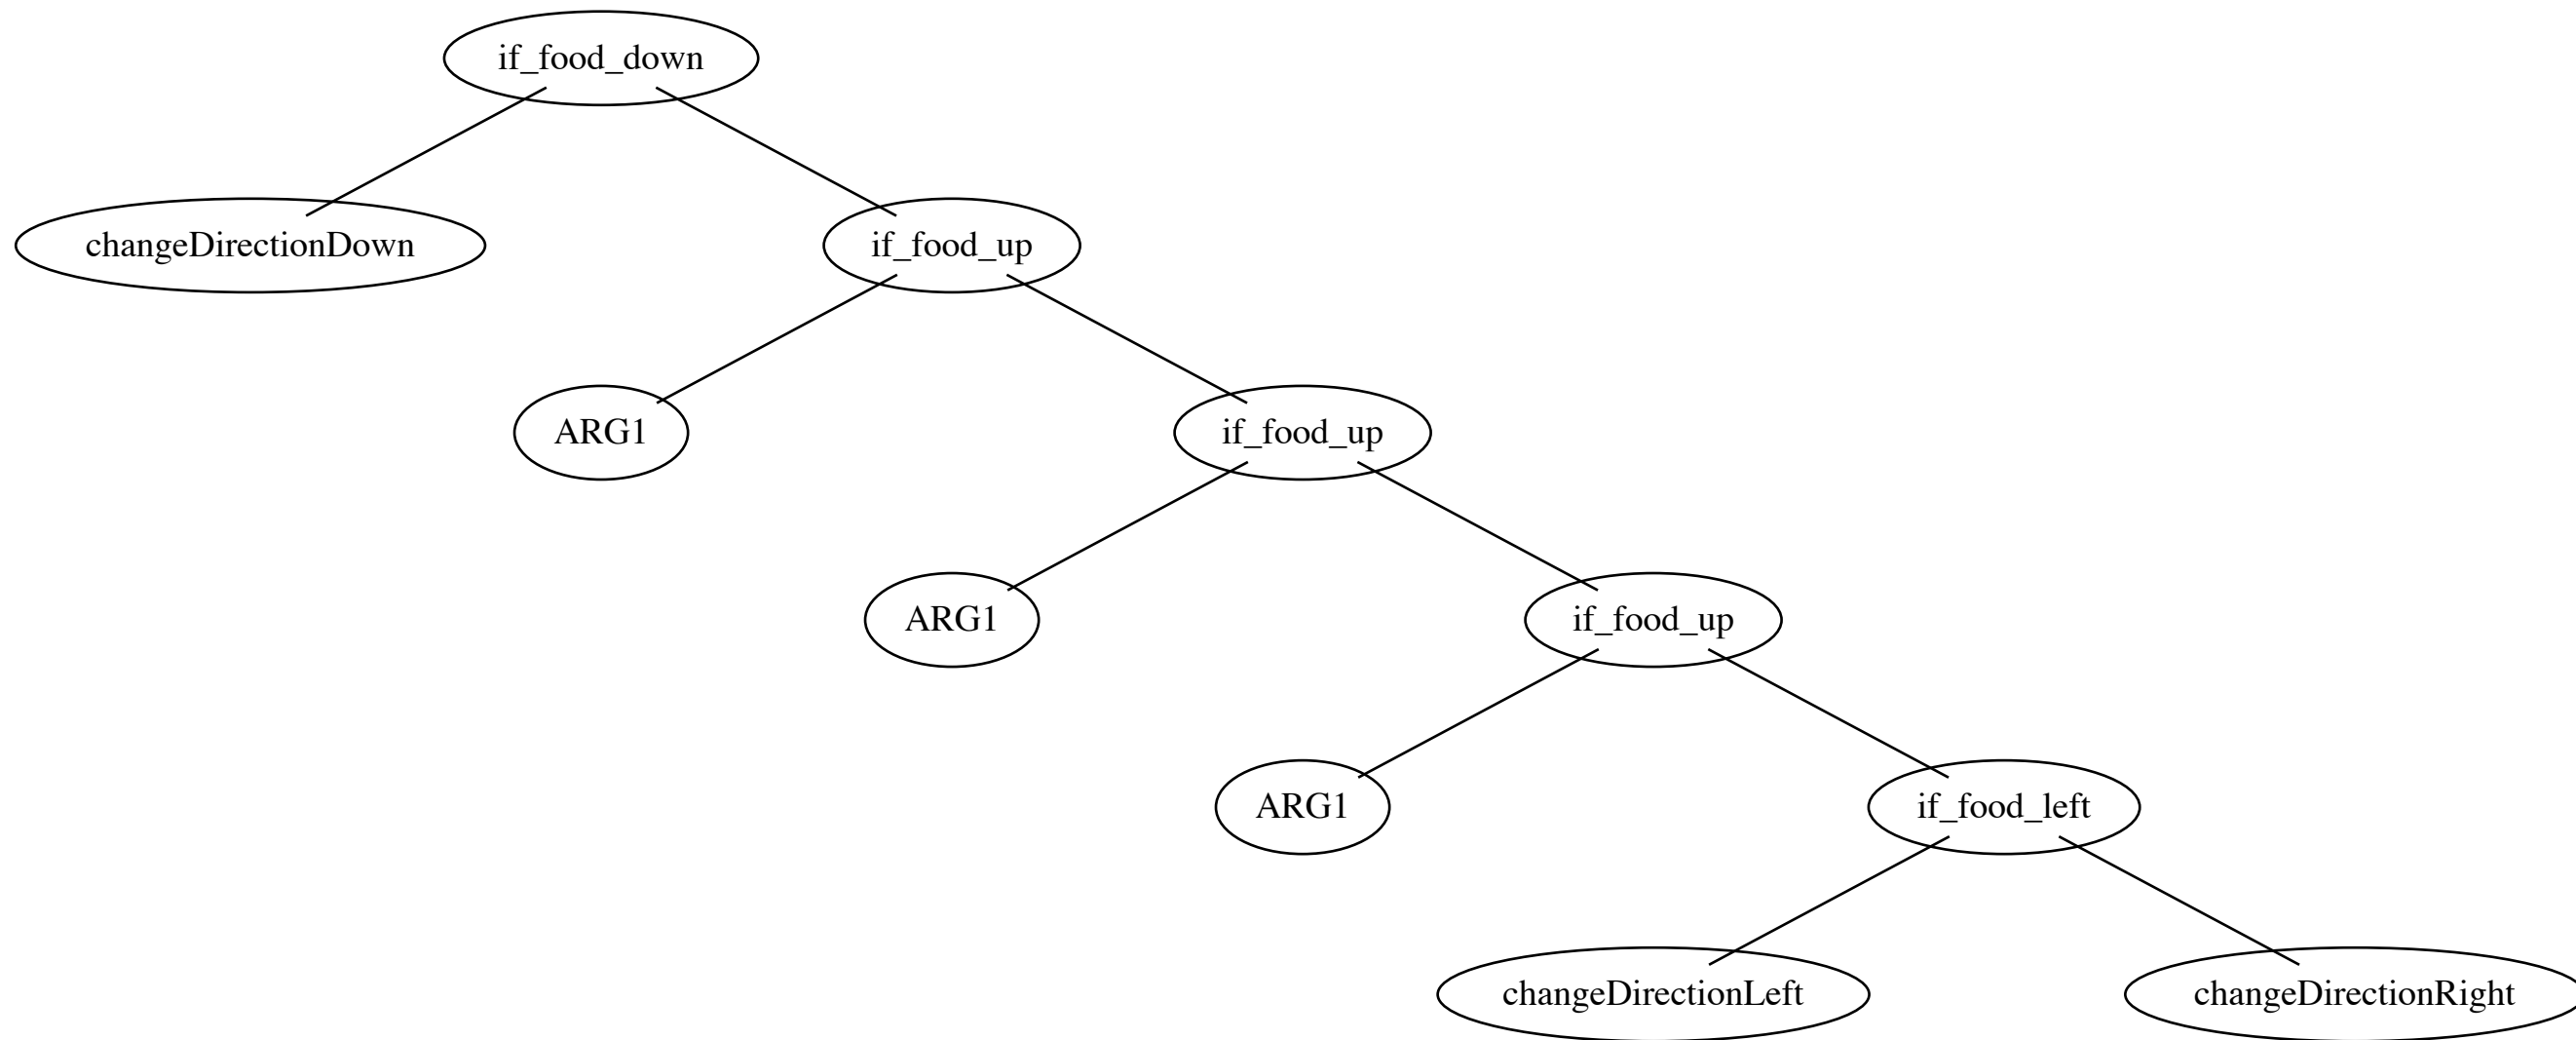 if_food_down
changeDirectionDown
if_food_up
ARG1
if_food_up
ARG1
if_food_up
ARG1
if_food_left
changeDirectionLeft
changeDirectionRight